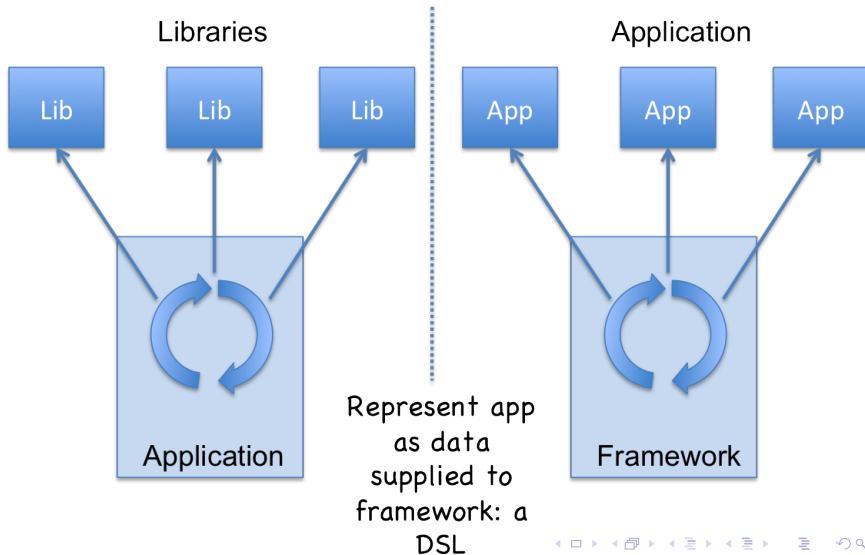 Libraries
Application
Lib
Lib
Lib
App
App
App
Application
Framework
Represent app
as data
supplied to
framework: a
DSL